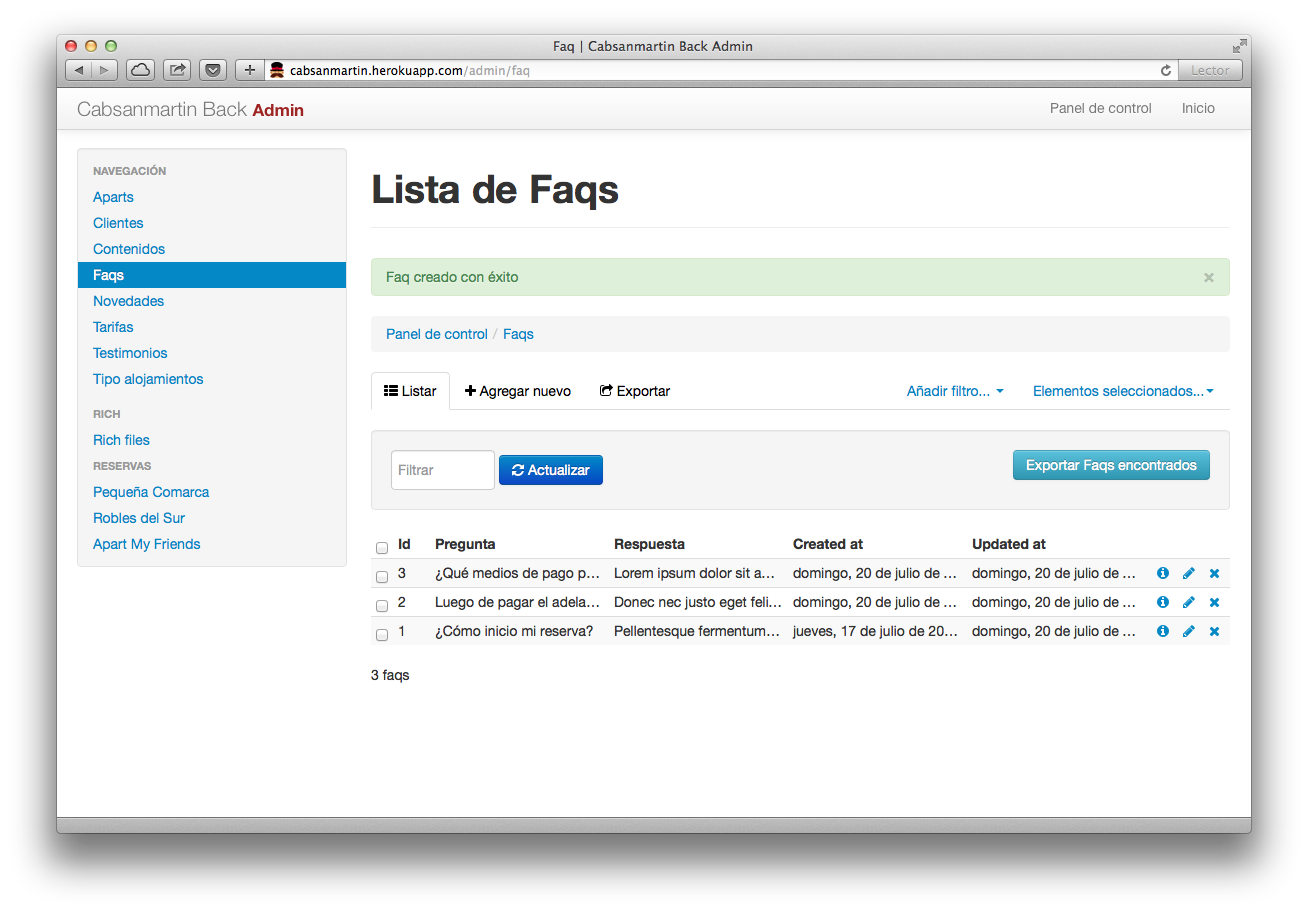 Faq | Cabsanmartin Back Admin
cabsanmartin.herokuapp.com/admin/faq
Lector
Cabsanmartin Back Admin
Panel de control Inicio
NAVEGACIÓN
Aparts
Clientes
Contenidos
Faqs
Novedades
Tarifas
Testimonios
Tipo alojamientos
RICH
Rich files
RESERVAS
Pequeña Comarca
Robles del Sur
Apart My Friends
Lista de Faqs
Faq creado con éxito ×
Panel de control / Faqs
Listar + Agregar nuevo Exportar Añadir filtro... Elementos seleccionados...
Filtrar Actualizar Exportar Faqs encontrados
Id Pregunta Respuesta Created at Updated at
3 ¿Qué medios de pago p... Lorem ipsum dolor sit a... domingo, 20 de julio de ... domingo, 20 de julio de ...
2 Luego de pagar el adela... Donec nec justo eget feli... domingo, 20 de julio de ... domingo, 20 de julio de ...
1 ¿Cómo inicio mi reserva? Pellentesque fermentum... jueves, 17 de julio de 20... domingo, 20 de julio de ...
3 faqs